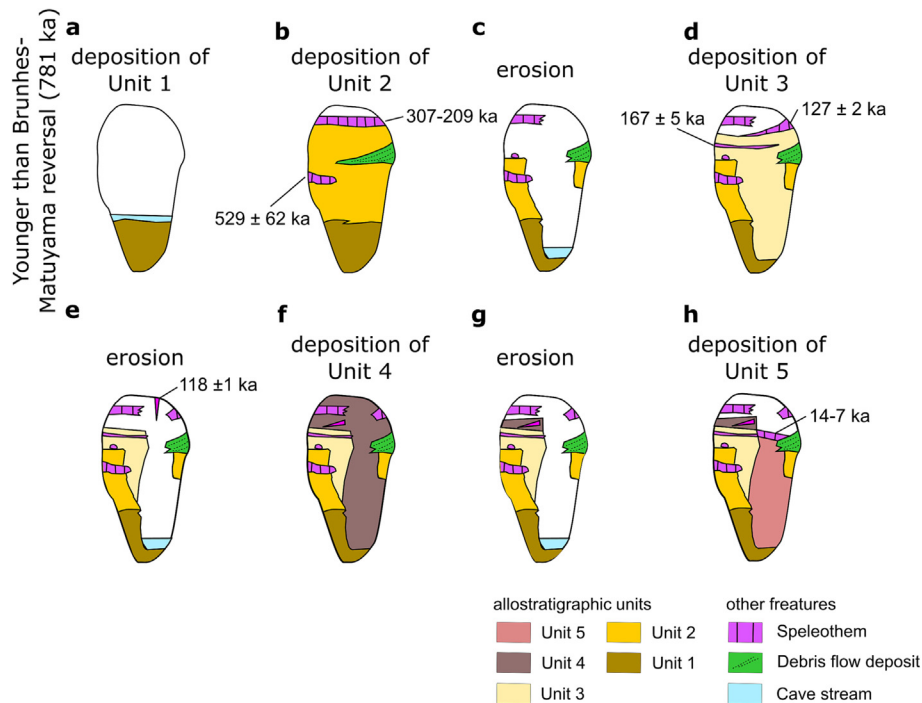 Younger than Brunhes-
Matuyama reversal (781 ka)
a
deposition of
Unit 1
b
deposition of
Unit 2
307-209 ka
529 ± 62 ka
c
erosion
d
deposition of
Unit 3
167 ± 5 ka
127 ± 2 ka
e
erosion
118 ±1 ka
f
deposition of
Unit 4
g
erosion
h
deposition of
Unit 5
14-7 ka
allostratigraphic units
Unit 5
Unit 4
Unit 3
Unit 2
Unit 1
other freatures
Speleothem
Debris flow deposit
Cave stream